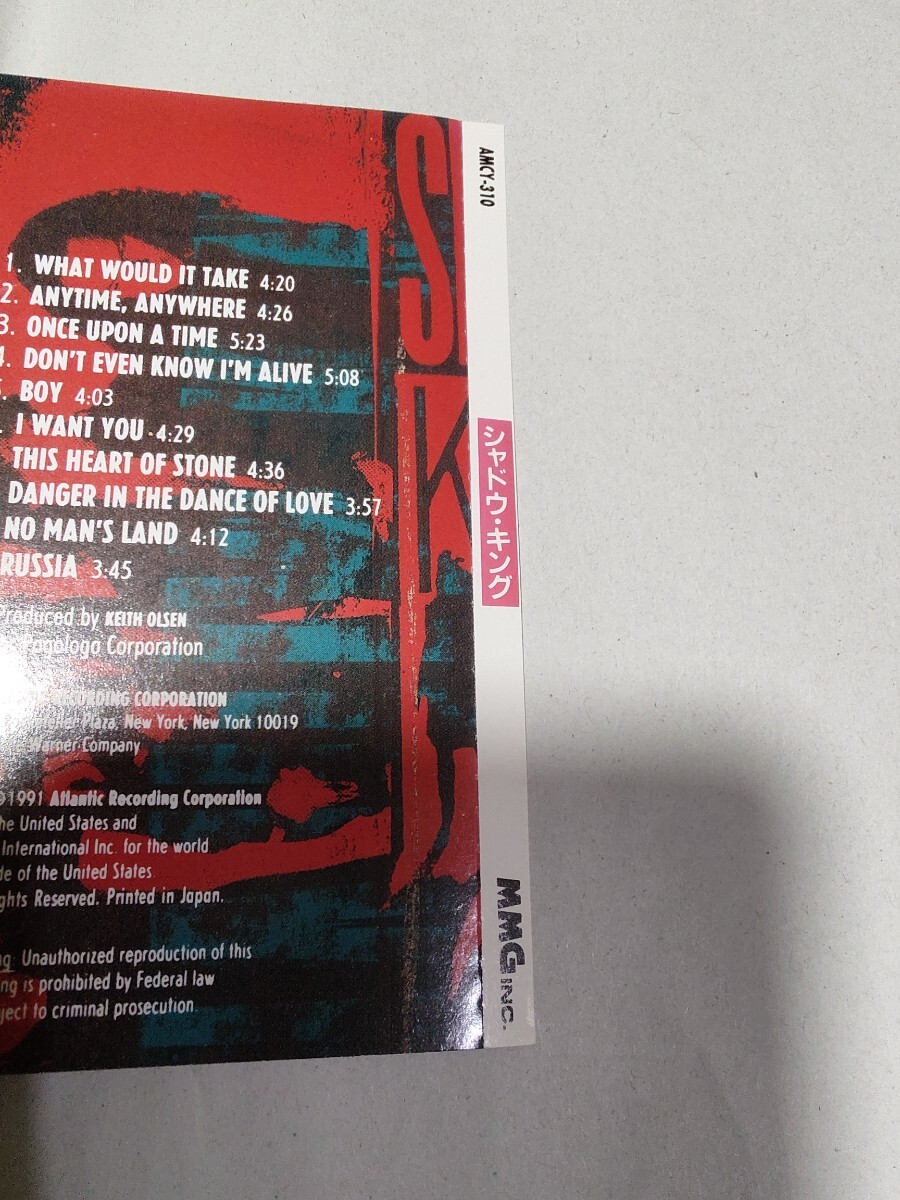 1. WHAT WOULD IT TAKE 4:20
2. ANYTIME, ANYWHERE 4:26
3. ONCE UPON A TIME 5:23
4. DON'T EVEN KNOW I'M ALIVE 5:08
BOY 4:03
I WANT YOU 4:29
THIS HEART OF STONE 4:36
DANGER IN THE DANCE OF LOVE 3:57
NO MAN'S LAND 4:12
RUSSIA 3:45
Produced by KEITH OLSEN
Corporation
RECORDING CORPORATION
Plaza, New York, New York 10019
Warner Company
1991 Atlantic Recording Corporation
the United States and
International Inc. for the world
of the United States.
Reserved. Printed in Japan.
Unauthorized reproduction of this
is prohibited by Federal law
to criminal prosecution.
S
K
AMCY-310
シャドウ・キング
MMG INC.